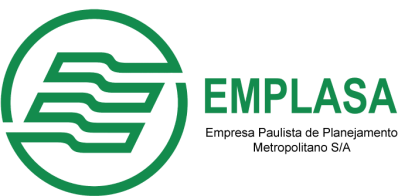 EMPLASA
Empresa Paulista de Planejamento
Metropolitano S/A